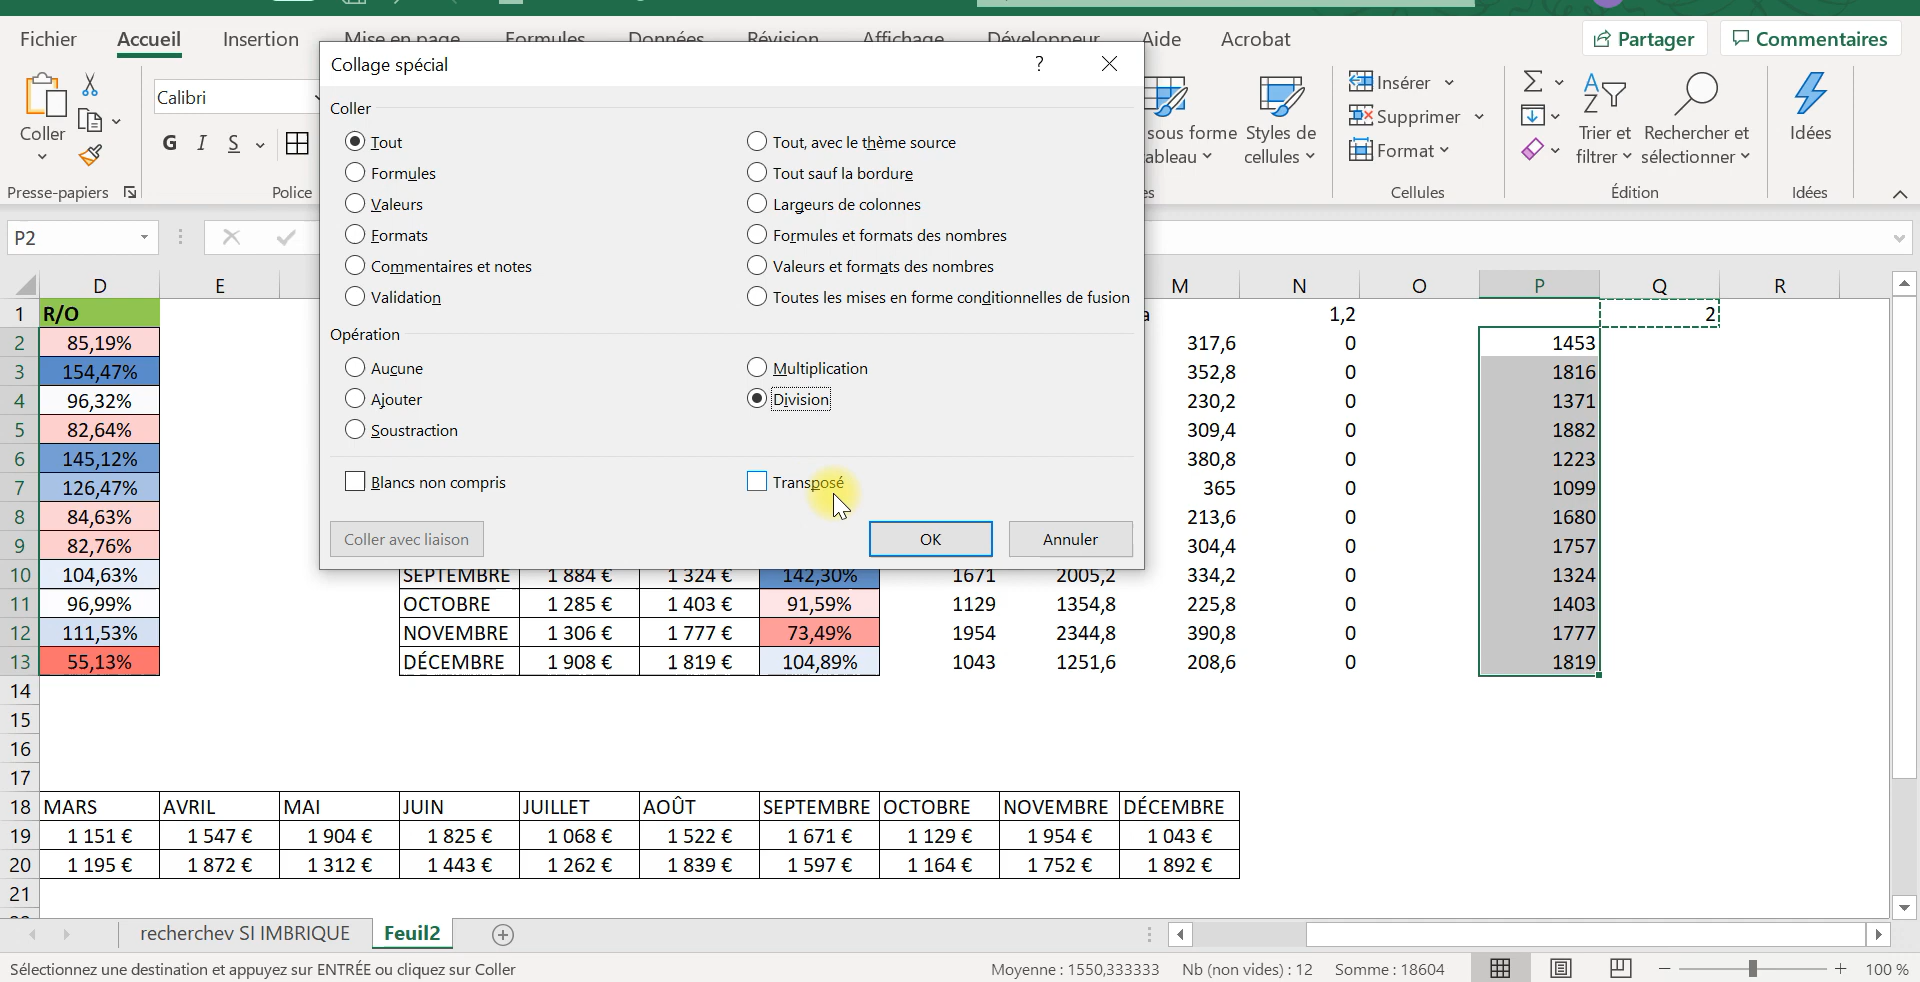 Fichier Accueil Insertion Mise en page Formules Données Révision Affichage Développeur Aide Acrobat Partager Commentaires
Collage spécial ?
Coller
Calibri
G I S
Presse-papiers Police
Coller
Tout
Formules
Valeurs
Formats
Commentaires et notes
Validation
Tout, avec le thème source
Tout sauf la bordure
Largeurs de colonnes
Formules et formats des nombres
Valeurs et formats des nombres
Toutes les mises en forme conditionnelles de fusion
Opération
Aucune
Ajouter
Soustraction
Multiplication
Division
Blancs non compris Transposé
Coller avec liaison OK Annuler
sous forme Styles de
ableau cellules
Insérer
Supprimer
Format
Cellules
Trier et Rechercher et
filtrer sélectionner
Édition
Idées
Idées
P2
D E M N O P Q R
1 R/O 1,2 2
2 85,19% 317,6 0 1453
3 154,47% 352,8 0 1816
4 96,32% 230,2 0 1371
5 82,64% 309,4 0 1882
6 145,12% 380,8 0 1223
7 126,47% 365 0 1099
8 84,63% 213,6 0 1680
9 82,76% 304,4 0 1757
10 104,63% SEPTEMBRE 1 884 € 1 324 € 142,30% 1671 2005,2 334,2 0 1324
11 96,99% OCTOBRE 1 285 € 1 403 € 91,59% 1129 1354,8 225,8 0 1403
12 111,53% NOVEMBRE 1 306 € 1 777 € 73,49% 1954 2344,8 390,8 0 1777
13 55,13% DÉCEMBRE 1 908 € 1 819 € 104,89% 1043 1251,6 208,6 0 1819
14
15
16
17
18 MARS AVRIL MAI JUIN JUILLET AOÛT SEPTEMBRE OCTOBRE NOVEMBRE DÉCEMBRE
19 1 151 € 1 547 € 1 904 € 1 825 € 1 068 € 1 522 € 1 671 € 1 129 € 1 954 € 1 043 €
20 1 195 € 1 872 € 1 312 € 1 443 € 1 262 € 1 839 € 1 597 € 1 164 € 1 752 € 1 892 €
21
recherchev SI IMBRIQUE Feuil2
Sélectionnez une destination et appuyez sur ENTRÉE ou cliquez sur Coller Moyenne : 1550,333333 Nb (non vides) : 12 Somme : 18604 100 %